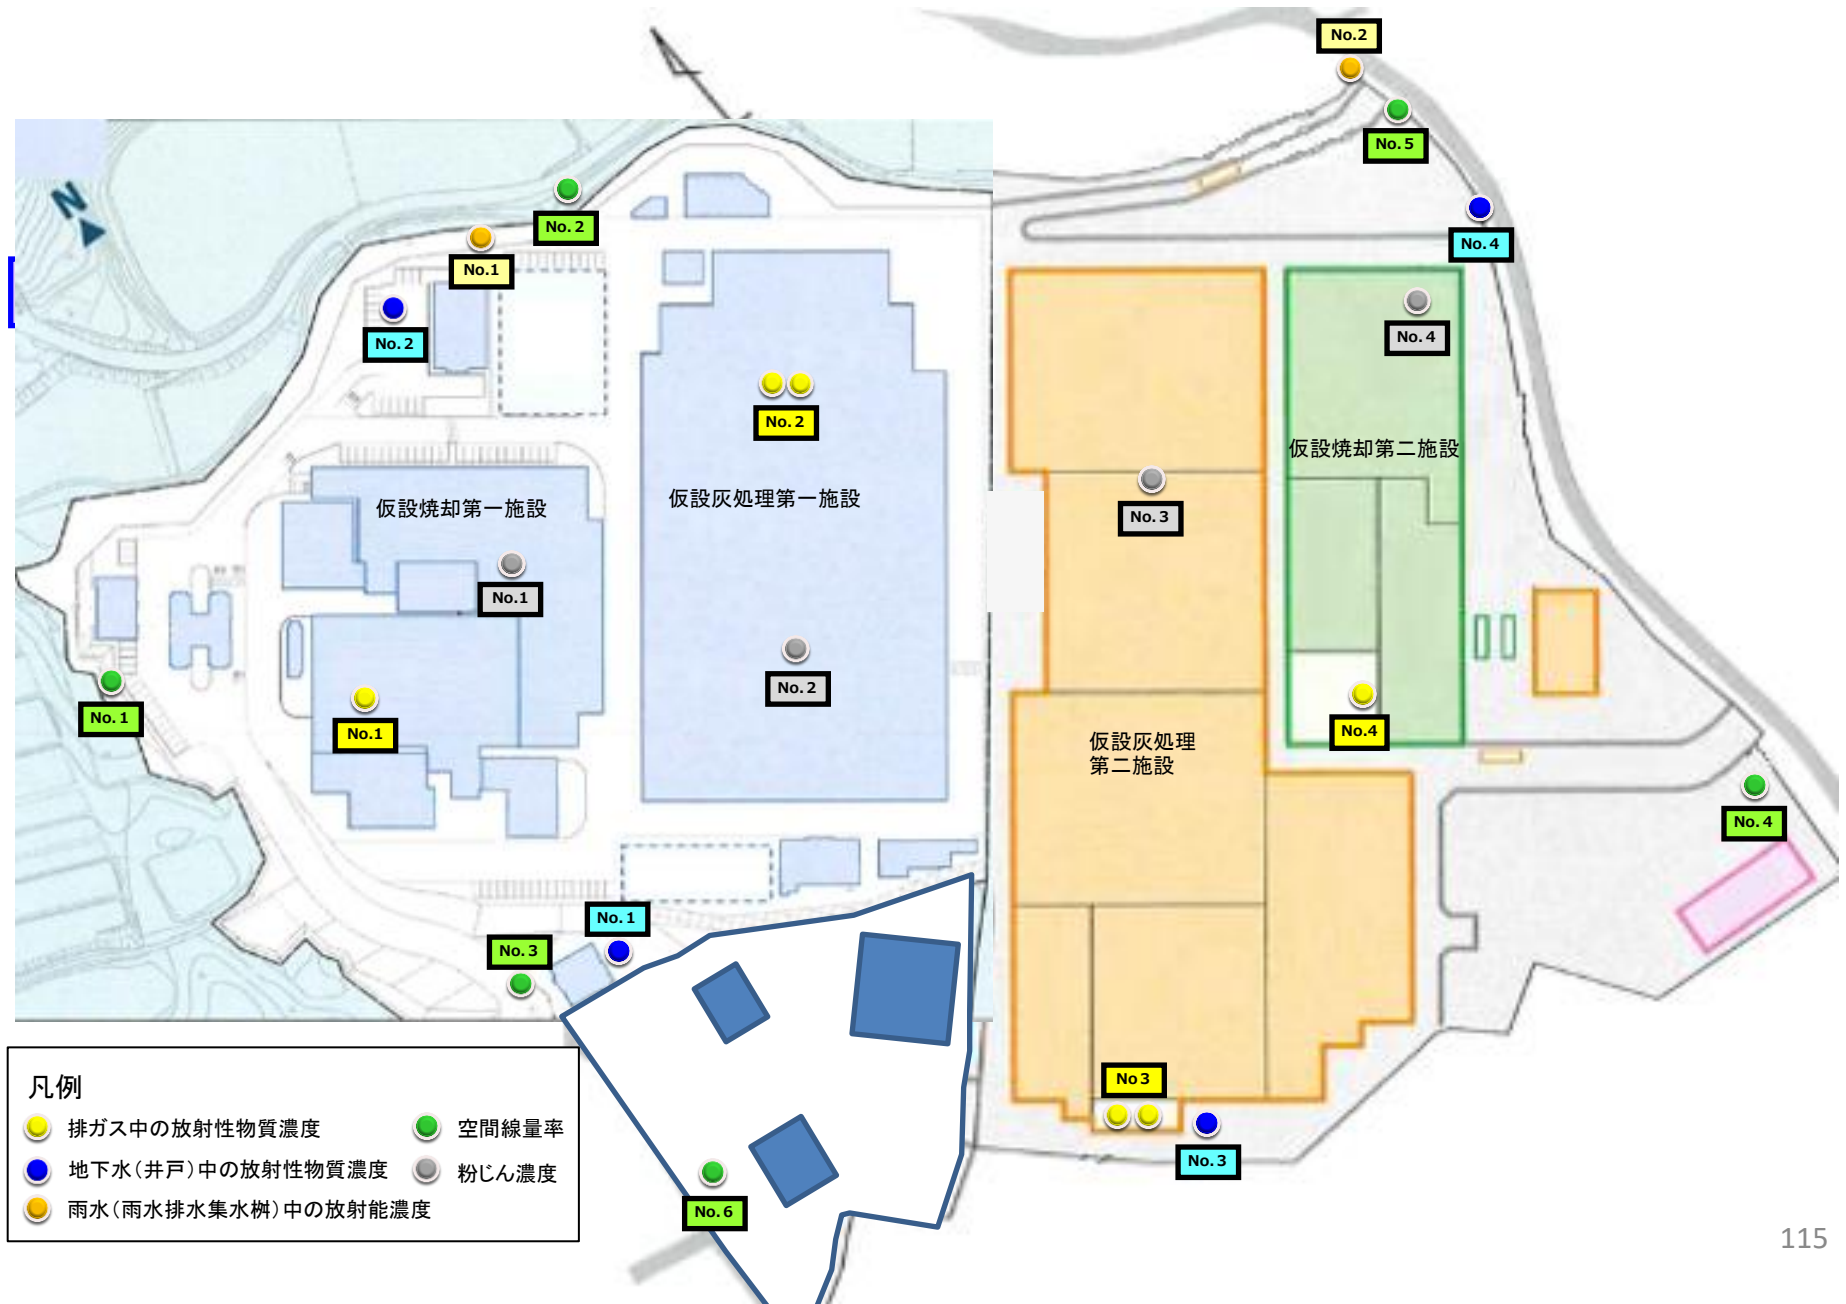 No.2
No.5
N
No.2
No.1
No.4
No.2
No.4
No.2
仮設焼却第二施設
仮設焼却第一施設
仮設灰処理第一施設
No.3
No.1
No.2
No.1
No.1
No.4
仮設灰処理
第二施設
No.4
No.1
No.3
No3
No.3
No.6
凡例
排ガス中の放射性物質濃度
空間線量率
地下水（井戸）中の放射性物質濃度
粉じん濃度
雨水（雨水排水集水桝）中の放射能濃度
115